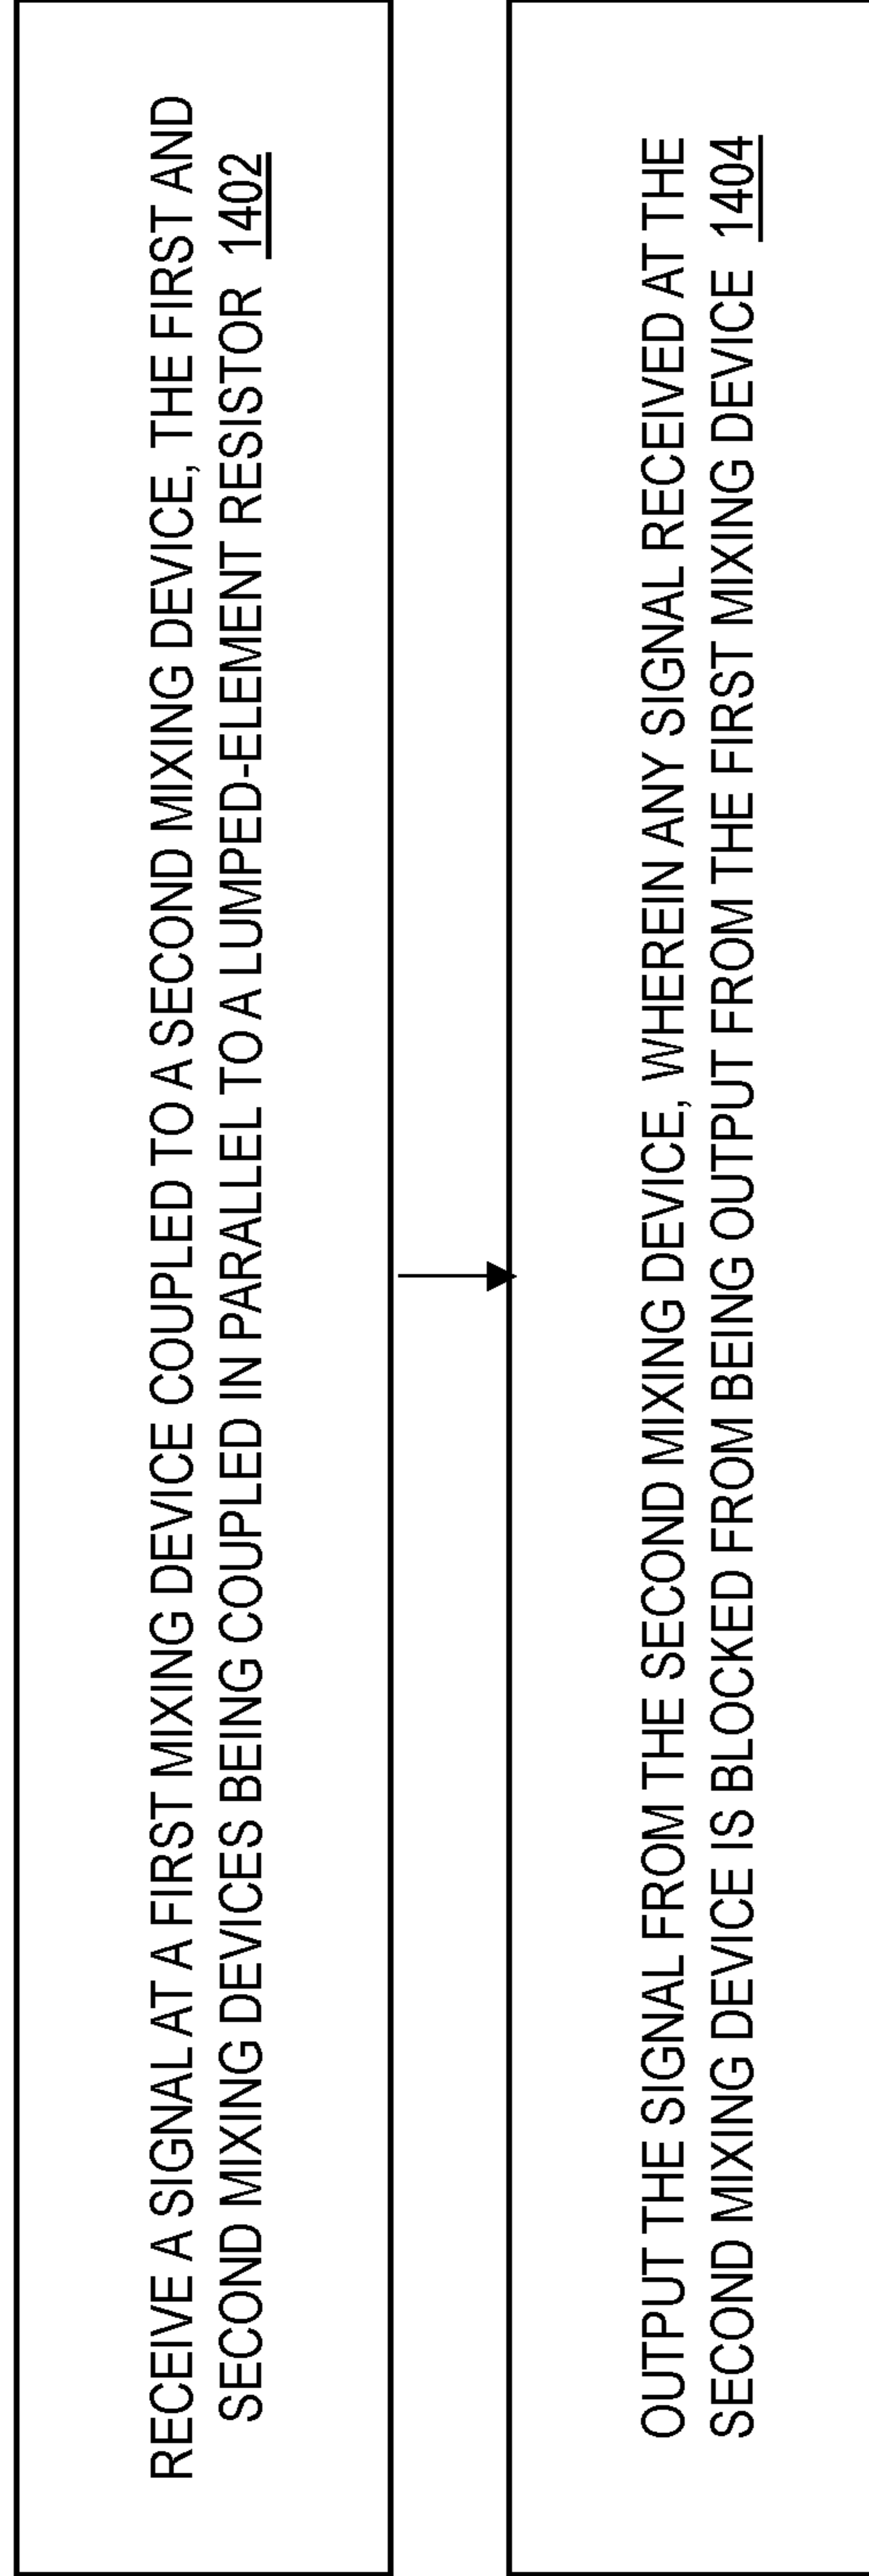 RECEIVE A SIGNAL AT A FIRST MIXING DEVICE COUPLED TO A SECOND MIXING DEVICE, THE FIRST AND
SECOND MIXING DEVICES BEING COUPLED IN PARALLEL TO A LUMPED-ELEMENT RESISTOR 1402
OUTPUT THE SIGNAL FROM THE SECOND MIXING DEVICE, WHEREIN ANY SIGNAL RECEIVED AT THE
SECOND MIXING DEVICE IS BLOCKED FROM BEING OUTPUT FROM THE FIRST MIXING DEVICE 1404